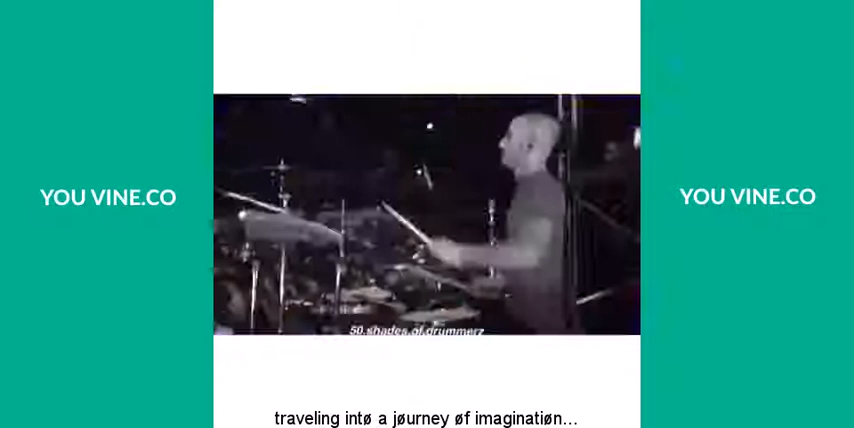 YOU VINE.CO
YOU VINE.CO
50.shades.of.drummerz
traveling intø a jøurney øf imaginatiøn...